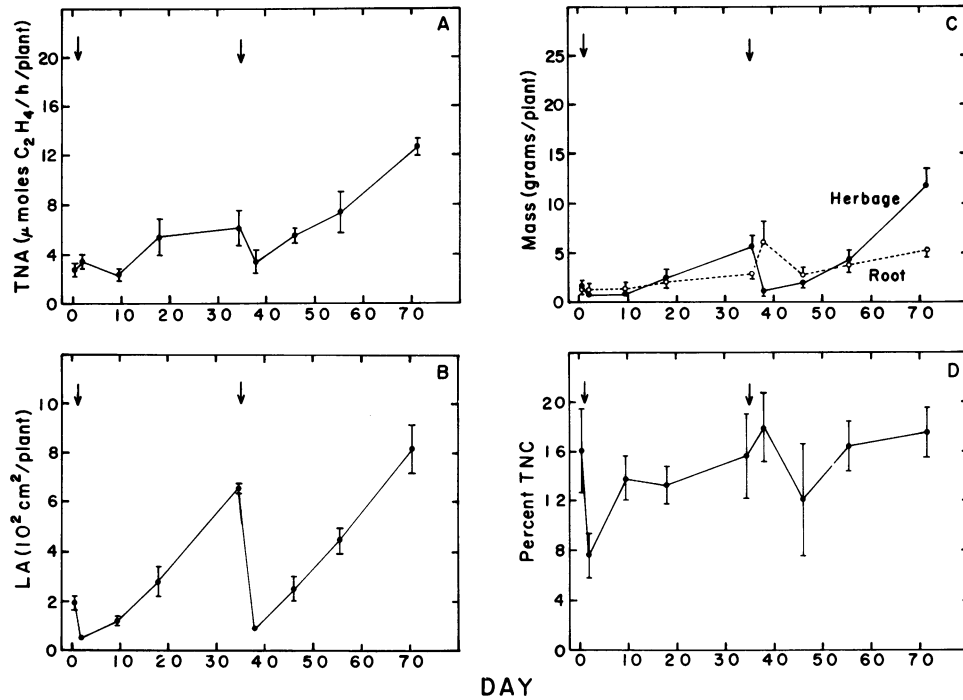 A
TNA (μ moles C2 H4/h/plant)
20
16
12
8
4
0
0 10 20 30 40 50 60 70
C
Mass (grams/plant)
25
20
15
10
5
0
Herbage
Root
0 10 20 30 40 50 60 70
B
LA (10² cm²/plant)
10
8
6
4
2
0
0 10 20 30 40 50 60 70
D
Percent TNC
20
16
12
8
4
0
0 10 20 30 40 50 60 70
DAY